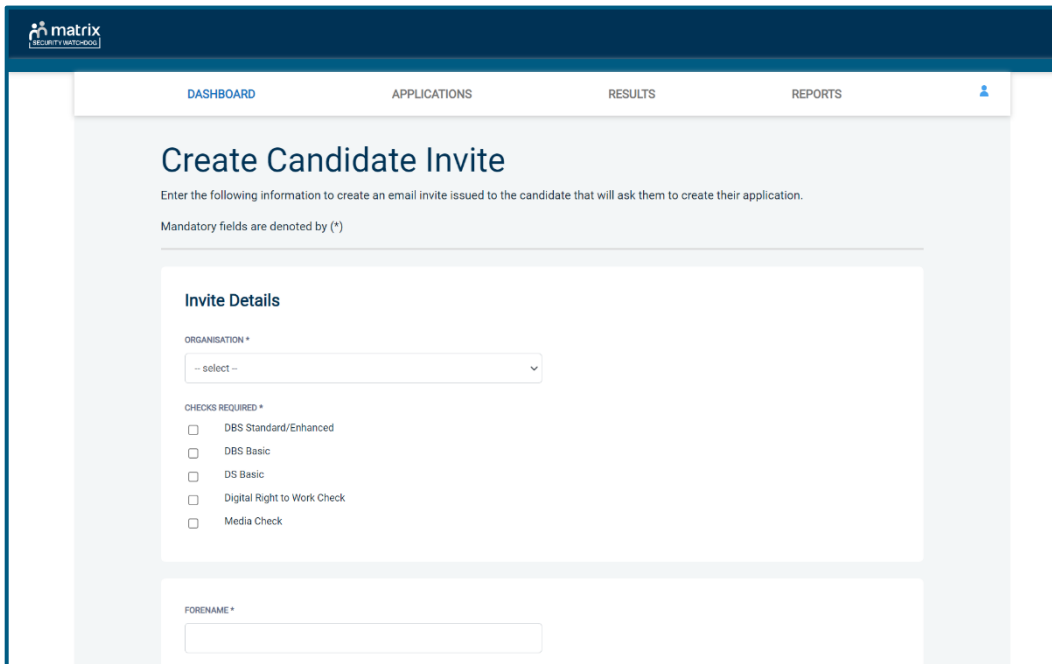 matrix
SECURITY WATCHDOG
DASHBOARD APPLICATIONS RESULTS REPORTS
Create Candidate Invite
Enter the following information to create an email invite issued to the candidate that will ask them to create their application.
Mandatory fields are denoted by (*)
Invite Details
ORGANISATION *
-- select --
CHECKS REQUIRED *
DBS Standard/Enhanced
DBS Basic
DS Basic
Digital Right to Work Check
Media Check
FORENAME *